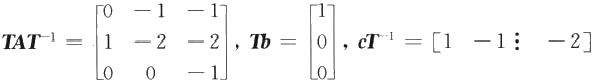 TAT⁻¹ = [0 -1 -1; 1 -2 -2; 0 0 -1], Tb = [1; 0; 0], cT⁻¹ = [1 -1 ⋮ -2]